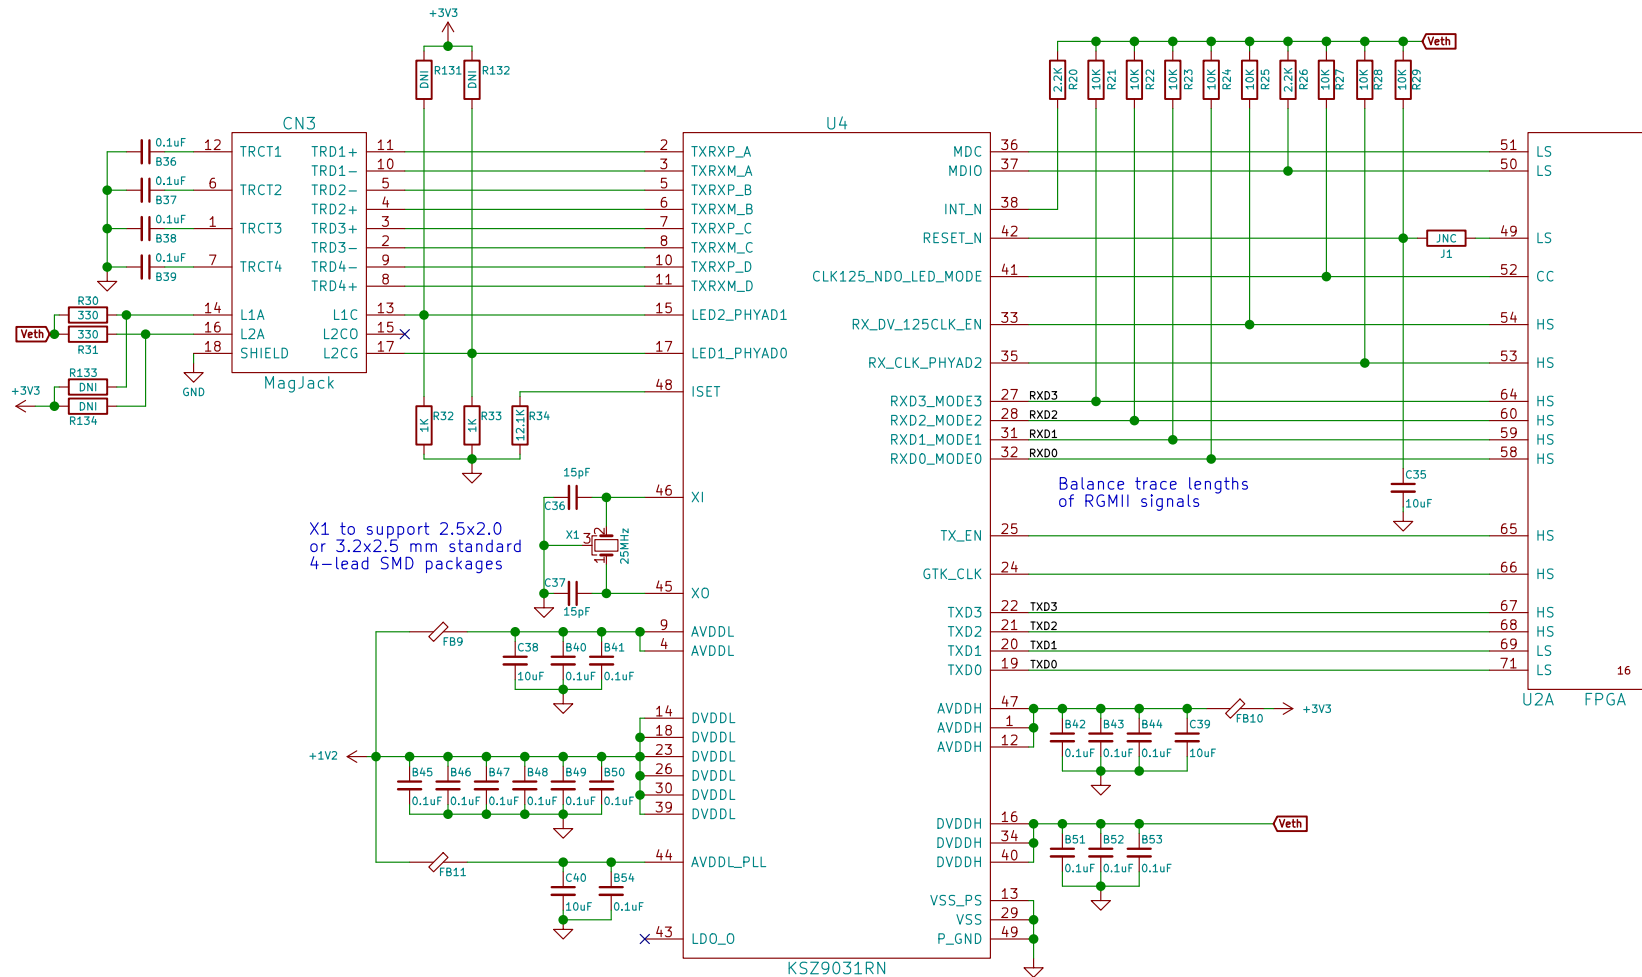 +3V3
DNI R131
DNI R132
CN3
0.1uF
B36
0.1uF
B37
0.1uF
B38
0.1uF
B39
12 TRCT1
6 TRCT2
1 TRCT3
7 TRCT4
14 L1A
16 L2A
18 SHIELD
TRD1+ 11
TRD1- 10
TRD2- 5
TRD2+ 4
TRD3+ 3
TRD3- 2
TRD4- 9
TRD4+ 8
L1C 13
L2CO 15
L2CG 17
MagJack
GND
Veth
R30
330
330
R31
+3V3
R133
DNI
DNI
R134
1K R32
1K R33
12.1K R34
X1 to support 2.5x2.0
or 3.2x2.5 mm standard
4-lead SMD packages
15pF
C36
X1
3
2
1
25MHz
C37
15pF
FB9
C38
10uF
B40
0.1uF
B41
0.1uF
+1V2
B45
0.1uF
B46
0.1uF
B47
0.1uF
B48
0.1uF
B49
0.1uF
B50
0.1uF
FB11
C40
10uF
B54
0.1uF
U4
2 TXRXP_A
3 TXRXM_A
5 TXRXP_B
6 TXRXM_B
7 TXRXP_C
8 TXRXM_C
10 TXRXP_D
11 TXRXM_D
15 LED2_PHYAD1
17 LED1_PHYAD0
48 ISET
46 XI
45 XO
9 AVDDL
4 AVDDL
14 DVDDL
18 DVDDL
23 DVDDL
26 DVDDL
30 DVDDL
39 DVDDL
44 AVDDL_PLL
43 LDO_O
MDC 36
MDIO 37
INT_N 38
RESET_N 42
CLK125_NDO_LED_MODE 41
RX_DV_125CLK_EN 33
RX_CLK_PHYAD2 35
RXD3_MODE3 27 RXD3
RXD2_MODE2 28 RXD2
RXD1_MODE1 31 RXD1
RXD0_MODE0 32 RXD0
TX_EN 25
GTK_CLK 24
TXD3 22 TXD3
TXD2 21 TXD2
TXD1 20 TXD1
TXD0 19 TXD0
AVDDH 47
AVDDH 1
AVDDH 12
DVDDH 16
DVDDH 34
DVDDH 40
VSS_PS 13
VSS 29
P_GND 49
KSZ9031RN
Veth
2.2K R20
10K R21
10K R22
10K R23
10K R24
10K R25
2.2K R26
10K R27
10K R28
10K R29
JNC
J1
Balance trace lengths
of RGMII signals
C35
10uF
B42
0.1uF
B43
0.1uF
B44
0.1uF
C39
10uF
FB10
+3V3
B51
0.1uF
B52
0.1uF
B53
0.1uF
Veth
51 LS
50 LS
49 LS
52 CC
54 HS
53 HS
64 HS
60 HS
59 HS
58 HS
65 HS
66 HS
67 HS
68 HS
69 LS
71 LS
16
U2A FPGA